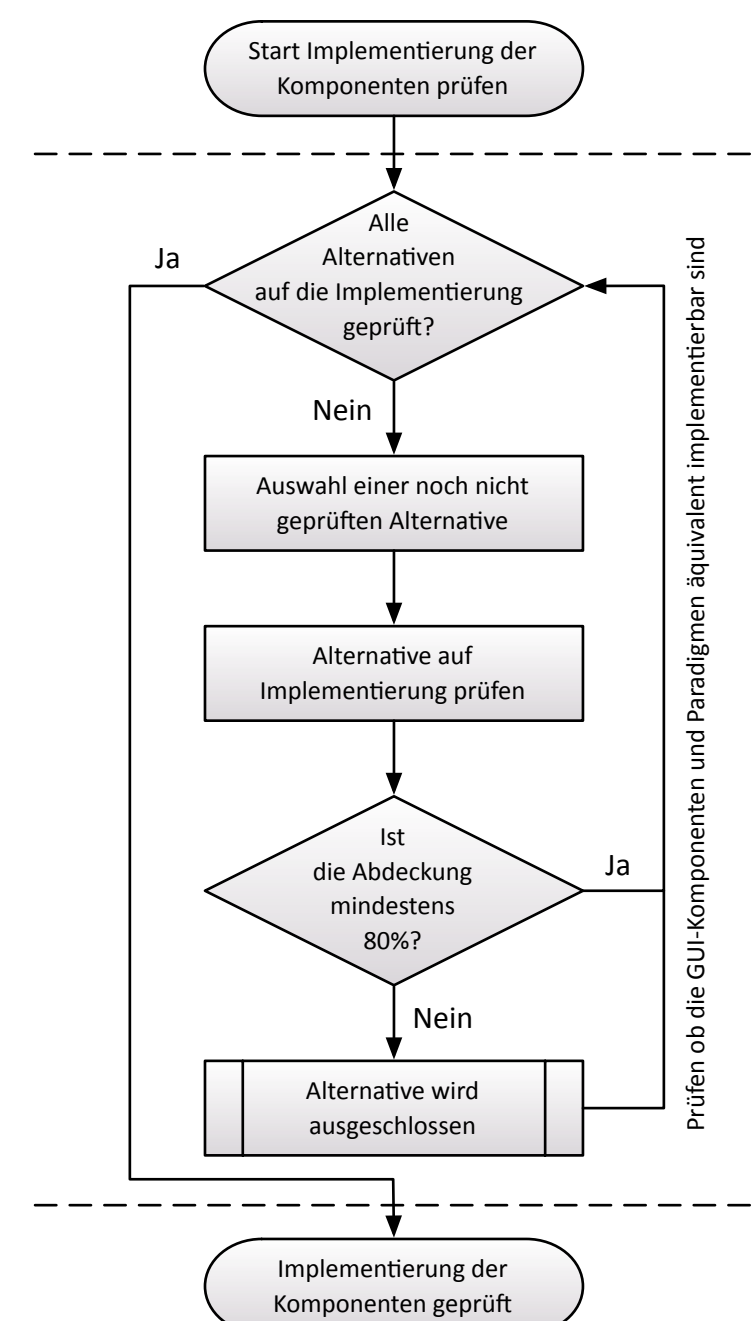 Start Implementierung der
Komponenten prüfen
Alle
Alternativen
auf die Implementierung
geprüft?
Ja
Nein
Auswahl einer noch nicht
geprüften Alternative
Alternative auf
Implementierung prüfen
Ist
die Abdeckung
mindestens
80%?
Ja
Nein
Alternative wird
ausgeschlossen
Prüfen ob die GUI-Komponenten und Paradigmen äquivalent implementierbar sind
Implementierung der
Komponenten geprüft